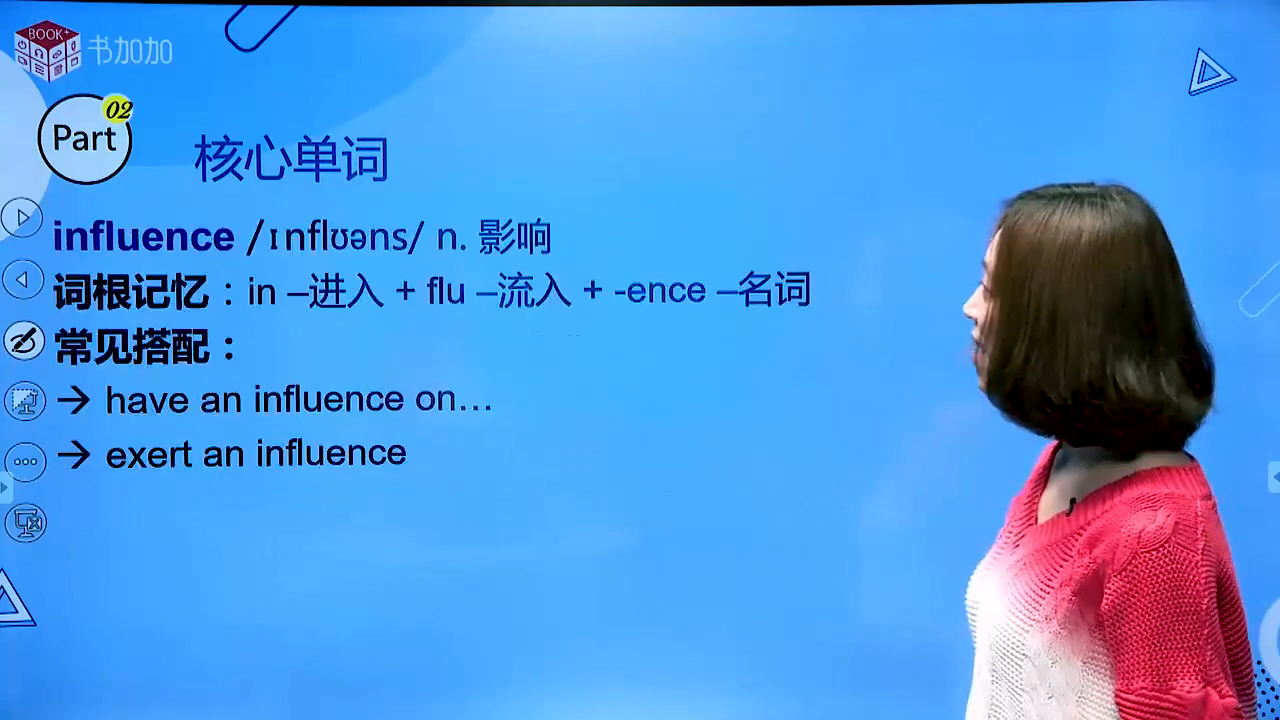 BOOK+
书加加
02
Part
核心单词
influence /ɪnflʊəns/ n. 影响
词根记忆：in –进入 + flu –流入 + -ence –名词
常见搭配：
→ have an influence on…
→ exert an influence